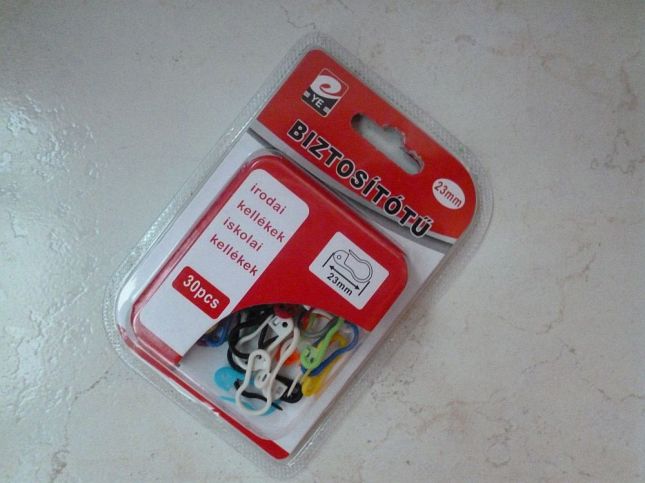 e
YE
BIZTOSÍTÓTŰ
23mm
irodai
kellékek
iskolai
kellékek
30pcs
23mm